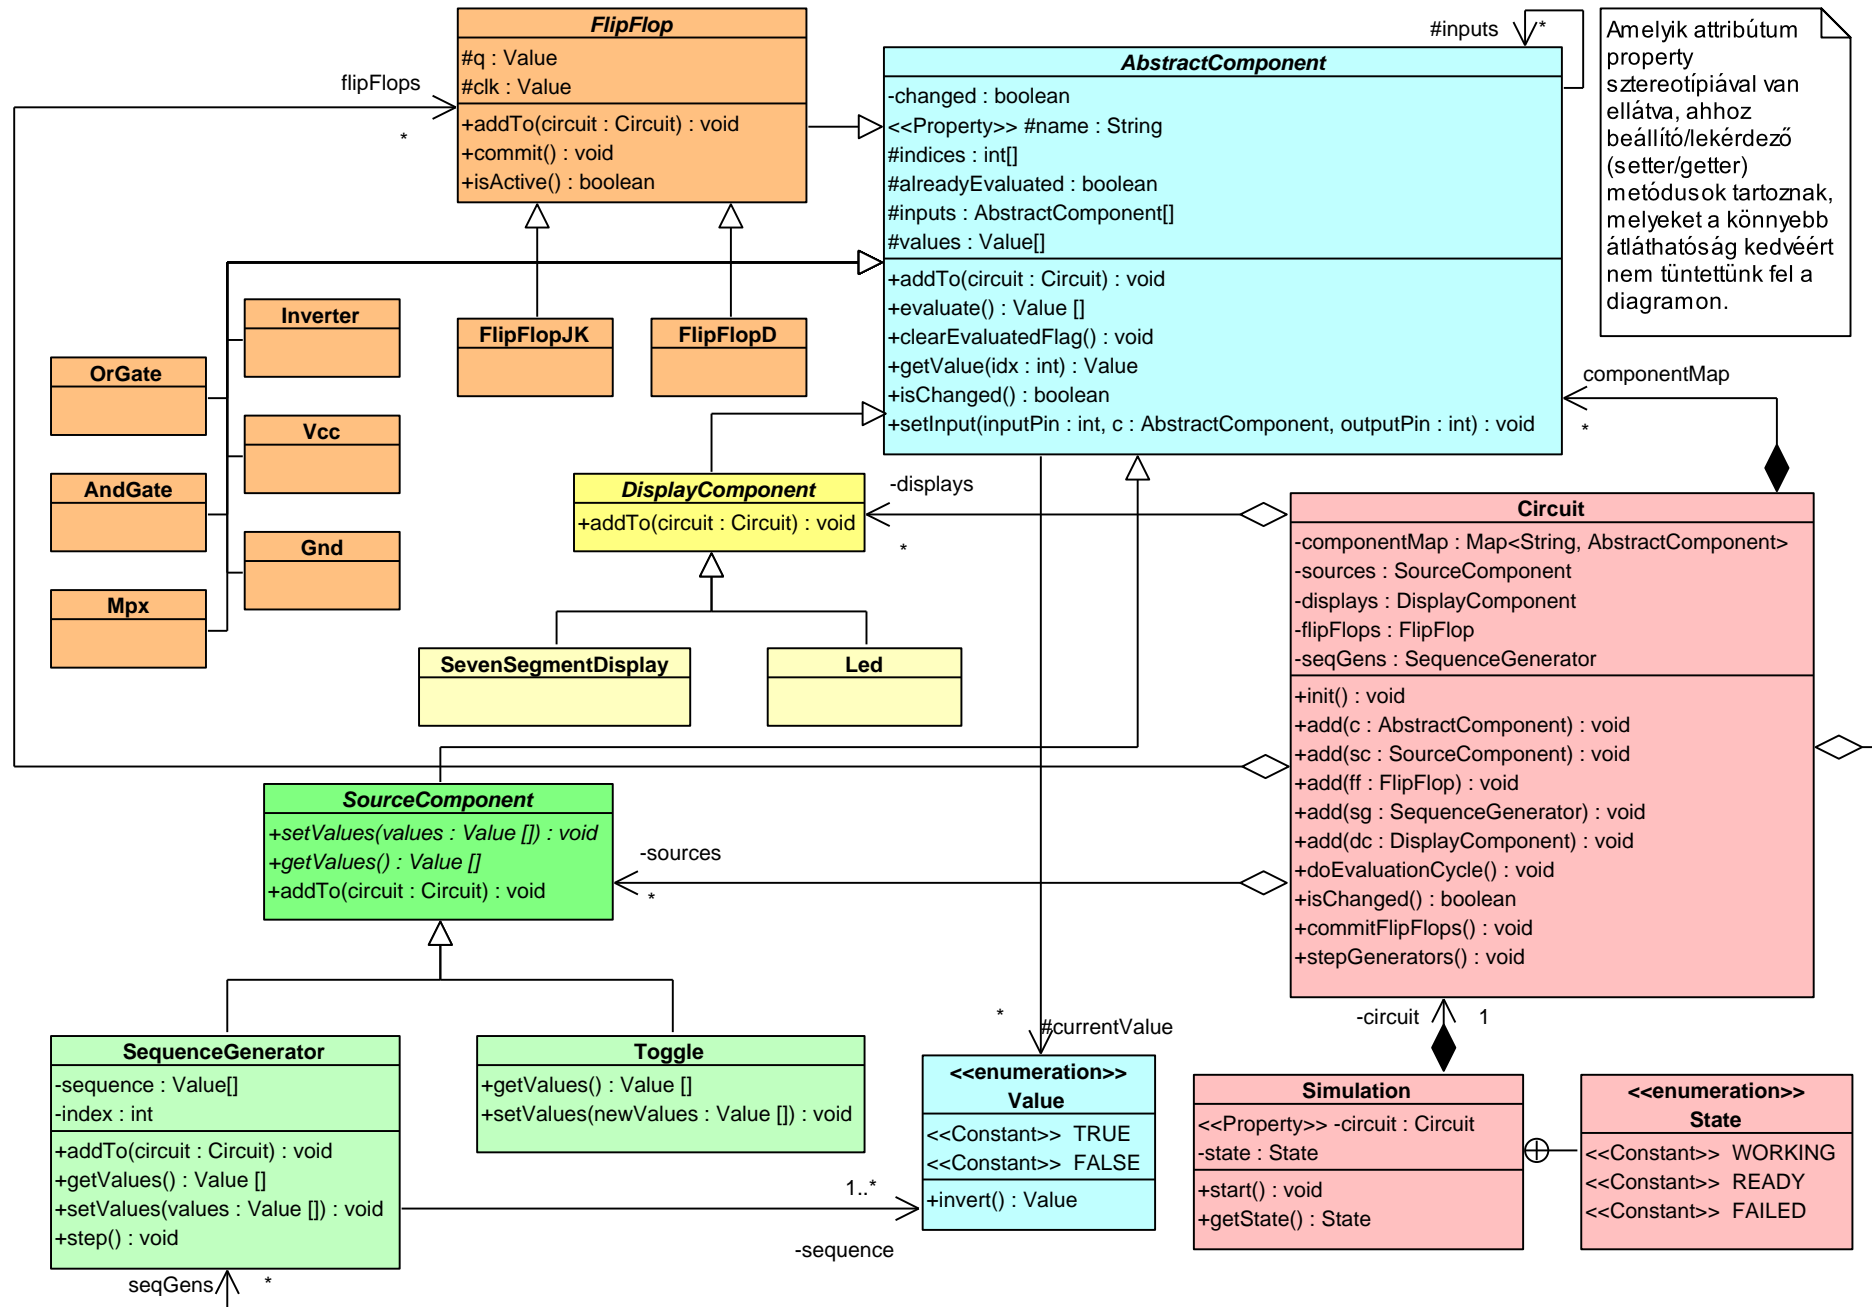 FlipFlop
#q : Value
#clk : Value
+addTo(circuit : Circuit) : void
+commit() : void
+isActive() : boolean
flipFlops
*
#inputs
*
AbstractComponent
-changed : boolean
<<Property>> #name : String
#indices : int[]
#alreadyEvaluated : boolean
#inputs : AbstractComponent[]
#values : Value[]
+addTo(circuit : Circuit) : void
+evaluate() : Value []
+clearEvaluatedFlag() : void
+getValue(idx : int) : Value
+isChanged() : boolean
+setInput(inputPin : int, c : AbstractComponent, outputPin : int) : void
Amelyik attribútum
property
sztereotípiával van
ellátva, ahhoz
beállító/lekérdező
(setter/getter)
metódusok tartoznak,
melyeket a könnyebb
átláthatóság kedvéért
nem tüntettünk fel a
diagramon.
Inverter
OrGate
Vcc
AndGate
Gnd
Mpx
FlipFlopJK
FlipFlopD
componentMap
*
DisplayComponent
+addTo(circuit : Circuit) : void
-displays
*
SevenSegmentDisplay
Led
Circuit
-componentMap : Map<String, AbstractComponent>
-sources : SourceComponent
-displays : DisplayComponent
-flipFlops : FlipFlop
-seqGens : SequenceGenerator
+init() : void
+add(c : AbstractComponent) : void
+add(sc : SourceComponent) : void
+add(ff : FlipFlop) : void
+add(sg : SequenceGenerator) : void
+add(dc : DisplayComponent) : void
+doEvaluationCycle() : void
+isChanged() : boolean
+commitFlipFlops() : void
+stepGenerators() : void
SourceComponent
+setValues(values : Value []) : void
+getValues() : Value []
+addTo(circuit : Circuit) : void
-sources
*
SequenceGenerator
-sequence : Value[]
-index : int
+addTo(circuit : Circuit) : void
+getValues() : Value []
+setValues(values : Value []) : void
+step() : void
seqGens
*
Toggle
+getValues() : Value []
+setValues(newValues : Value []) : void
1..*
-sequence
*
#currentValue
<<enumeration>>
Value
<<Constant>> TRUE
<<Constant>> FALSE
+invert() : Value
-circuit
1
Simulation
<<Property>> -circuit : Circuit
-state : State
+start() : void
+getState() : State
<<enumeration>>
State
<<Constant>> WORKING
<<Constant>> READY
<<Constant>> FAILED